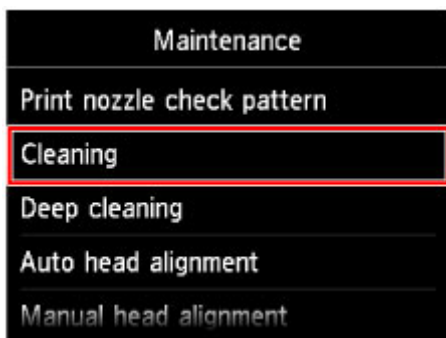 Maintenance
Print nozzle check pattern
Cleaning
Deep cleaning
Auto head alignment
Manual head alignment